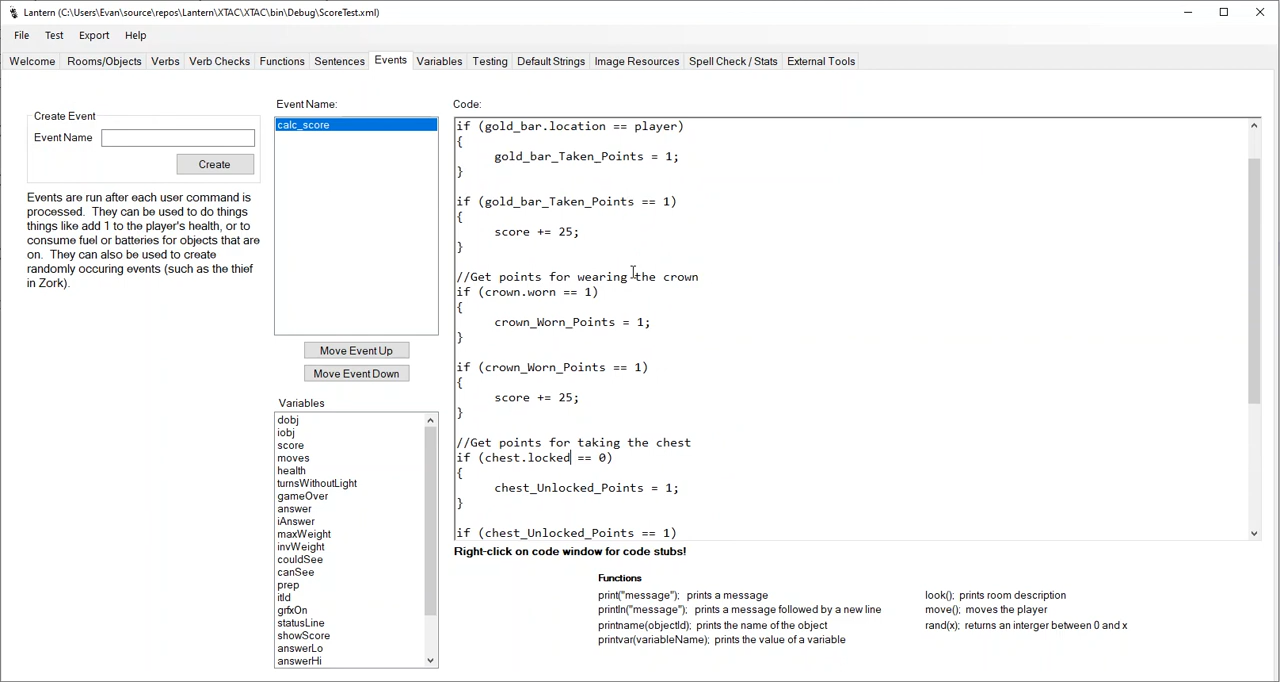 Lantern (C:\Users\Evan\source\repos\Lantern\XTAC\XTAC\bin\Debug\ScoreTest.xml)
File Test Export Help
Welcome Rooms/Objects Verbs Verb Checks Functions Sentences Events Variables Testing Default Strings Image Resources Spell Check / Stats External Tools
Create Event
Event Name
Create
Events are run after each user command is
processed. They can be used to do things
things like add 1 to the player's health, or to
consume fuel or batteries for objects that are
on. They can also be used to create
randomly occuring events (such as the thief
in Zork).
Event Name:
calc_score
Move Event Up
Move Event Down
Variables
dobj
iobj
score
moves
health
turnsWithoutLight
gameOver
answer
iAnswer
maxWeight
invWeight
couldSee
canSee
prep
itId
grfxOn
statusLine
showScore
answerLo
answerHi
Code:
if (gold_bar.location == player)
{
gold_bar_Taken_Points = 1;
}
if (gold_bar_Taken_Points == 1)
{
score += 25;
}
//Get points for wearing the crown
if (crown.worn == 1)
{
crown_Worn_Points = 1;
}
if (crown_Worn_Points == 1)
{
score += 25;
}
//Get points for taking the chest
if (chest.locked == 0)
{
chest_Unlocked_Points = 1;
}
if (chest_Unlocked_Points == 1)
Right-click on code window for code stubs!
Functions
print("message"); prints a message
println("message"); prints a message followed by a new line
printname(objectId); prints the name of the object
printvar(variableName); prints the value of a variable
look(); prints room description
move(); moves the player
rand(x); returns an interger between 0 and x